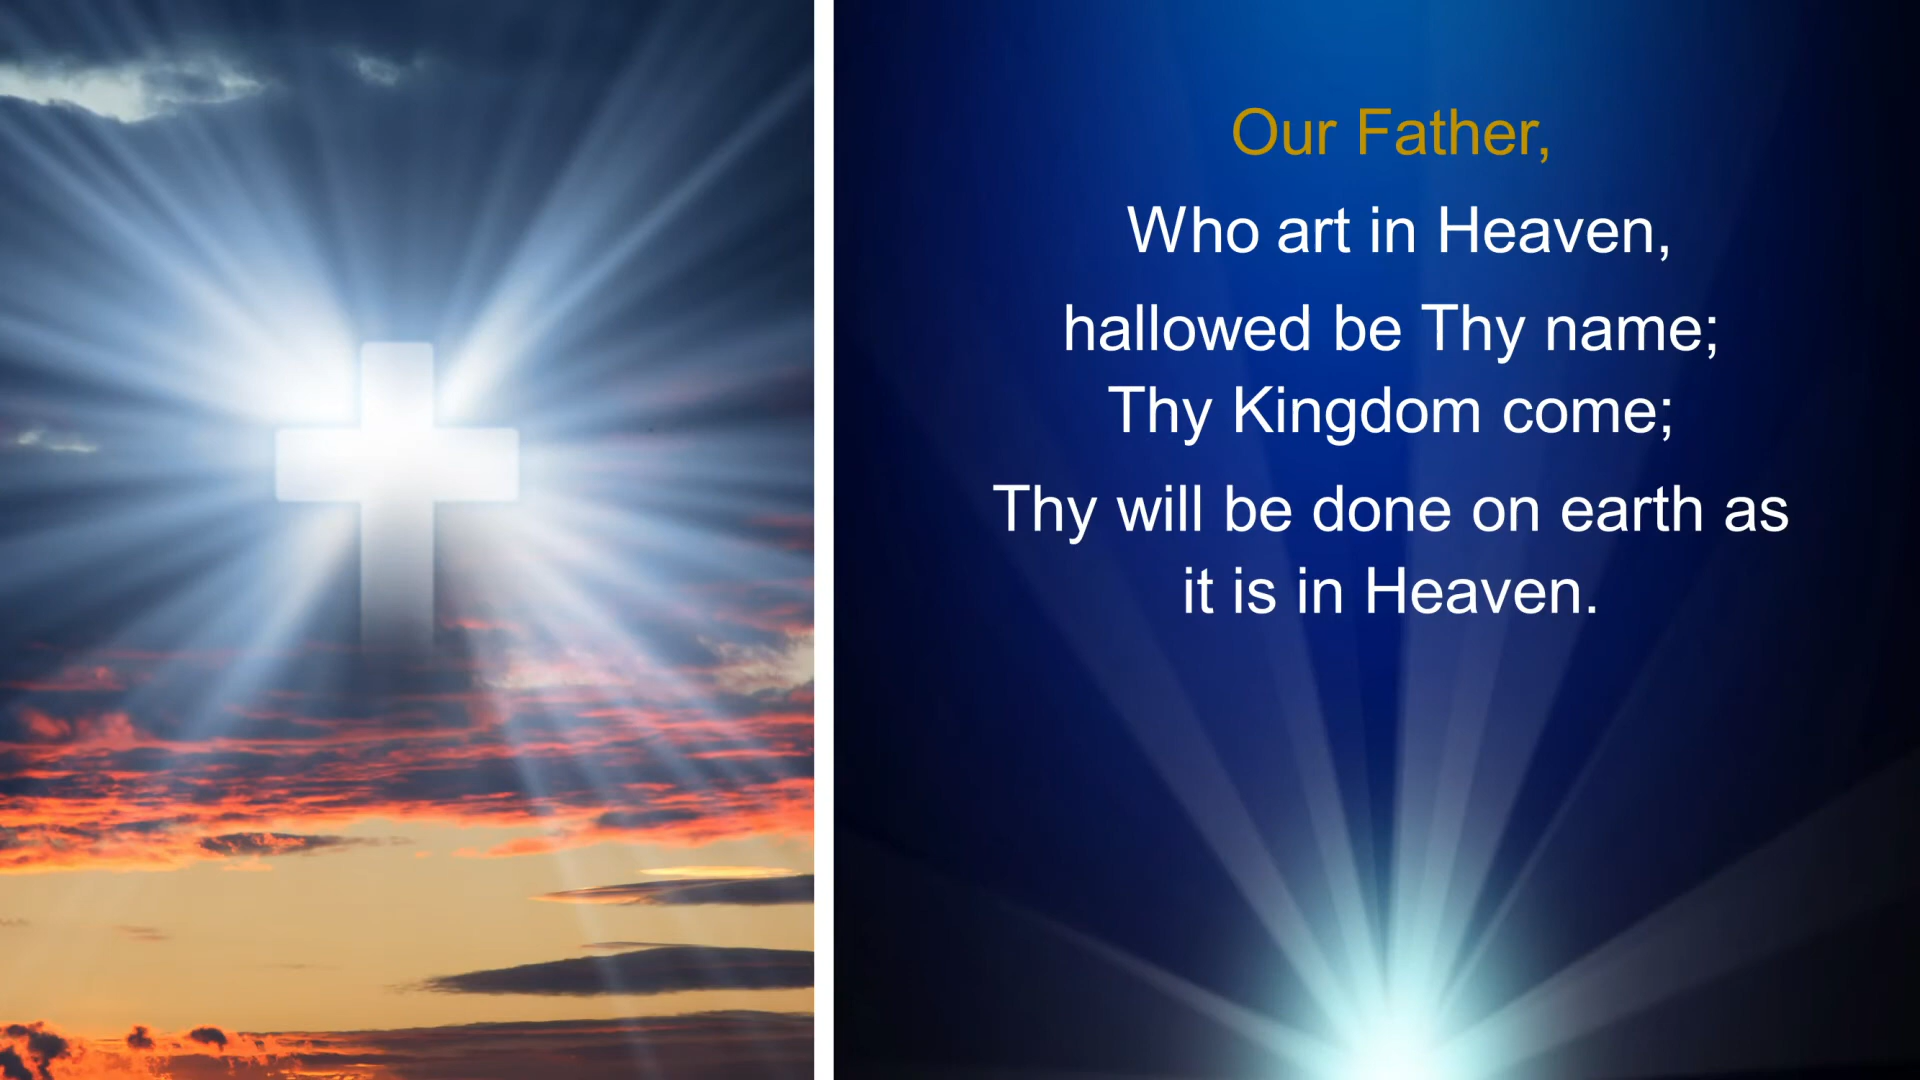 Our Father,
Who art in Heaven,
hallowed be Thy name;
Thy Kingdom come;
Thy will be done on earth as
it is in Heaven.